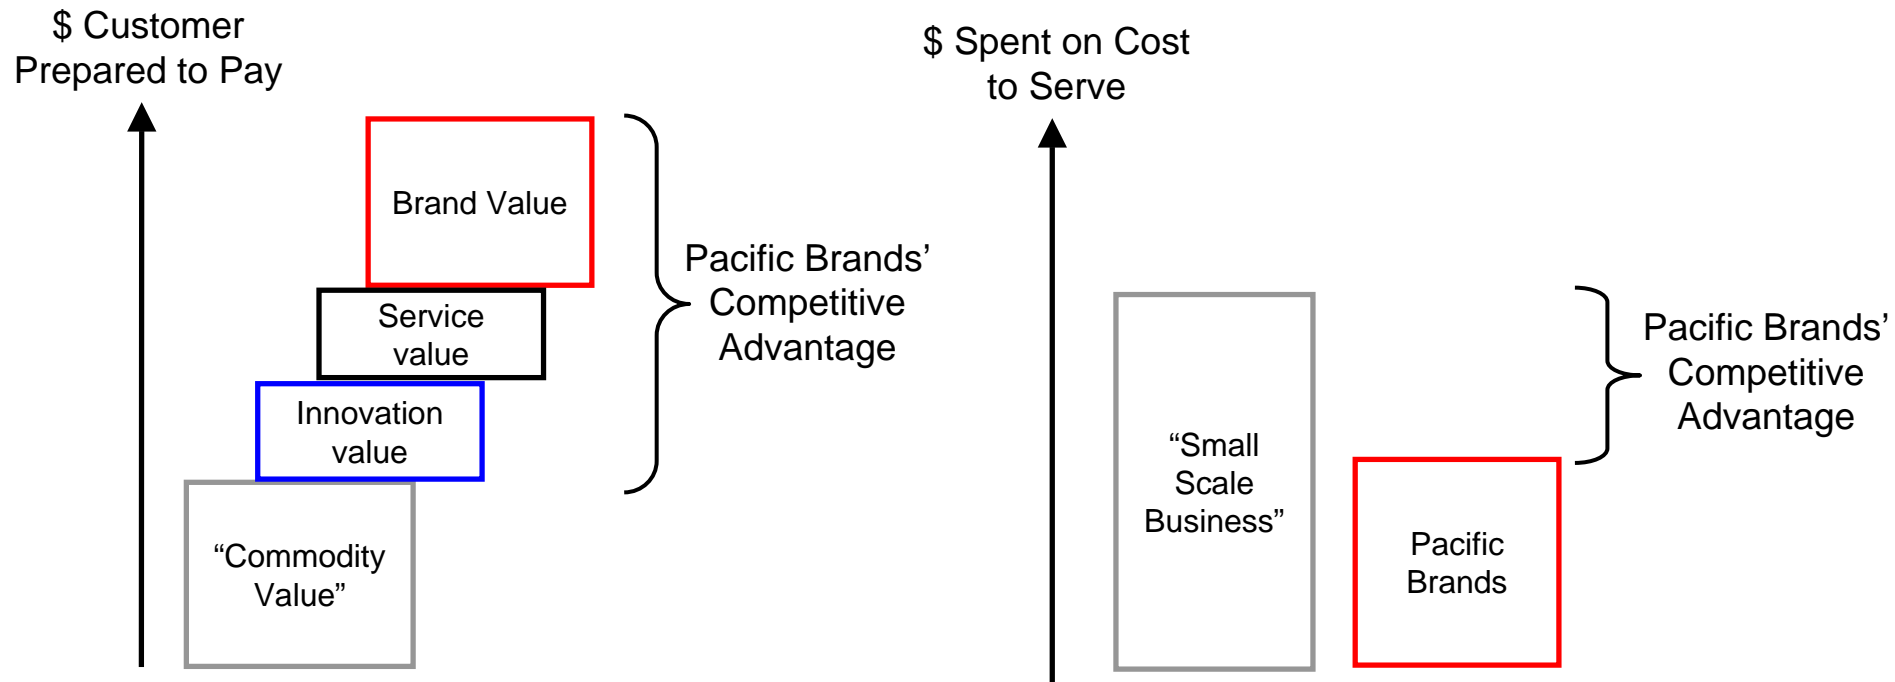 $ Customer
Prepared to Pay
Brand Value
Service
value
Innovation
value
“Commodity
Value”
Pacific Brands’
Competitive
Advantage
$ Spent on Cost
to Serve
“Small
Scale
Business”
Pacific
Brands
Pacific Brands’
Competitive
Advantage